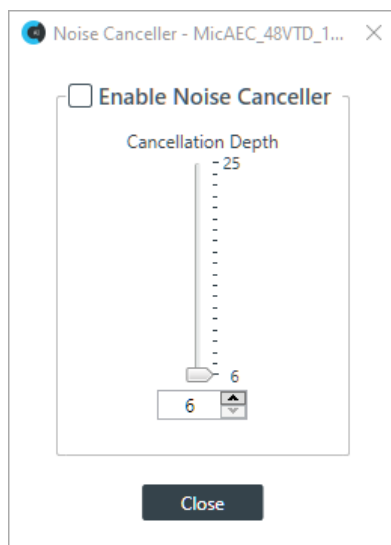 Noise Canceller - MicAEC_48VTD_1...
Enable Noise Canceller
Cancellation Depth
25
6
6
Close